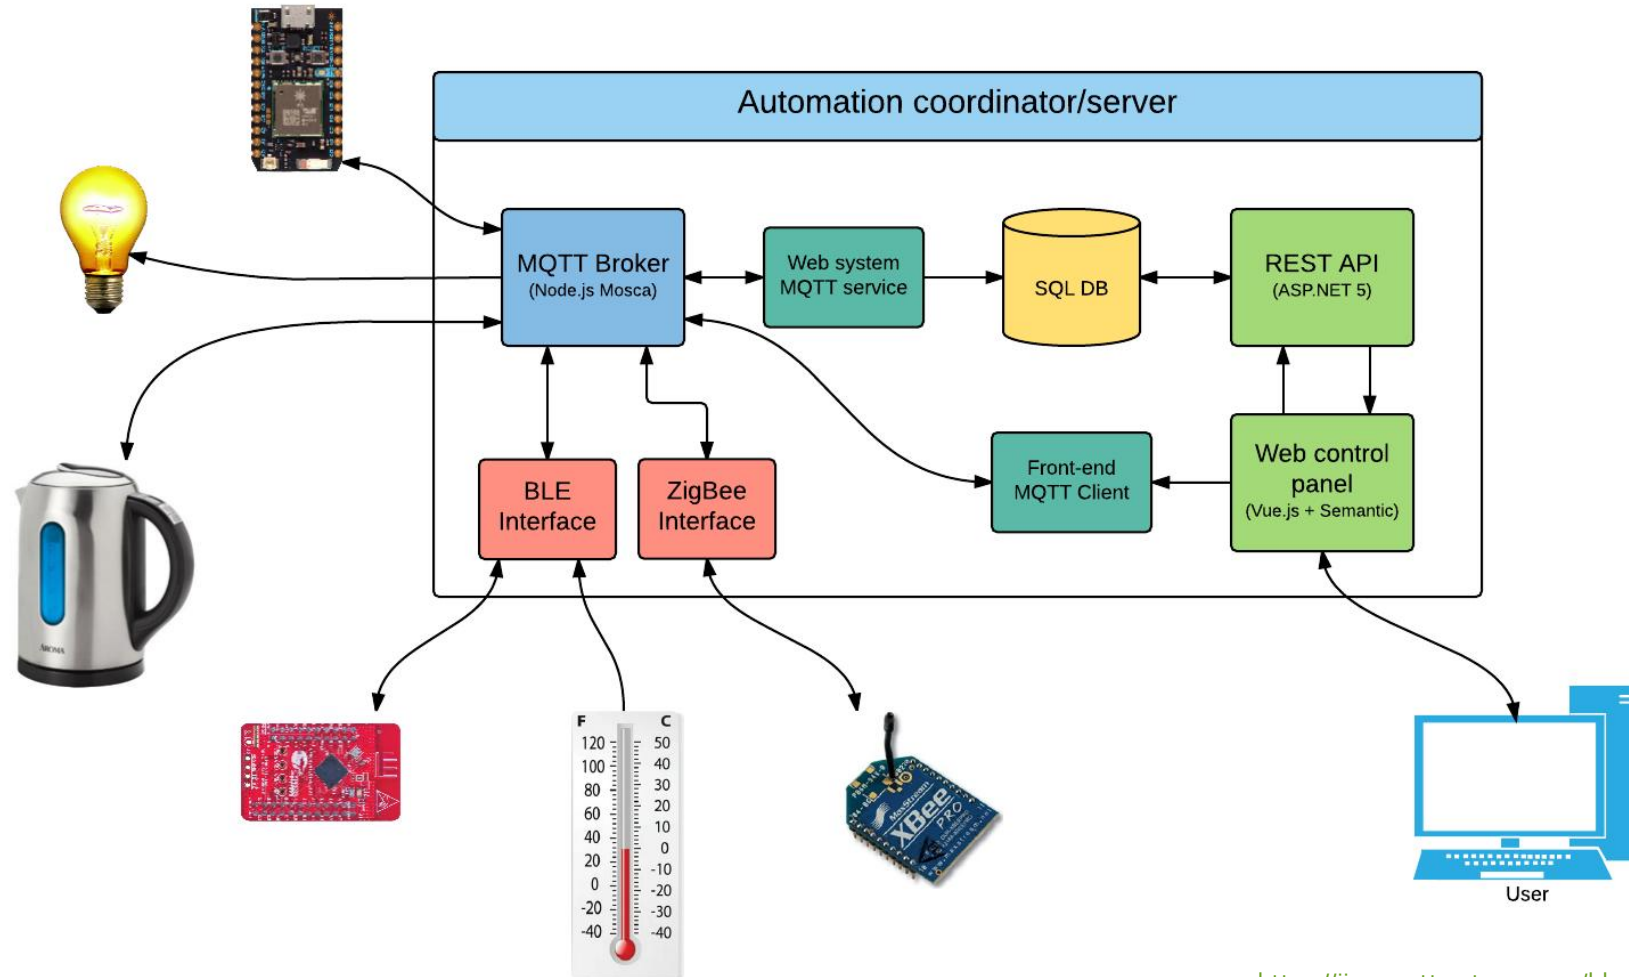 Automation coordinator/server
MQTT Broker
(Node.js Mosca)
Web system
MQTT service
SQL DB
REST API
(ASP.NET 5)
BLE
Interface
ZigBee
Interface
Front-end
MQTT Client
Web control
panel
(Vue.js + Semantic)
AROMA
F C
120 50
100 40
80 30
60 20
40 10
20 0
0 -10
-20 -20
-40 -30
-40
MaxStream
XBee
PRO
User